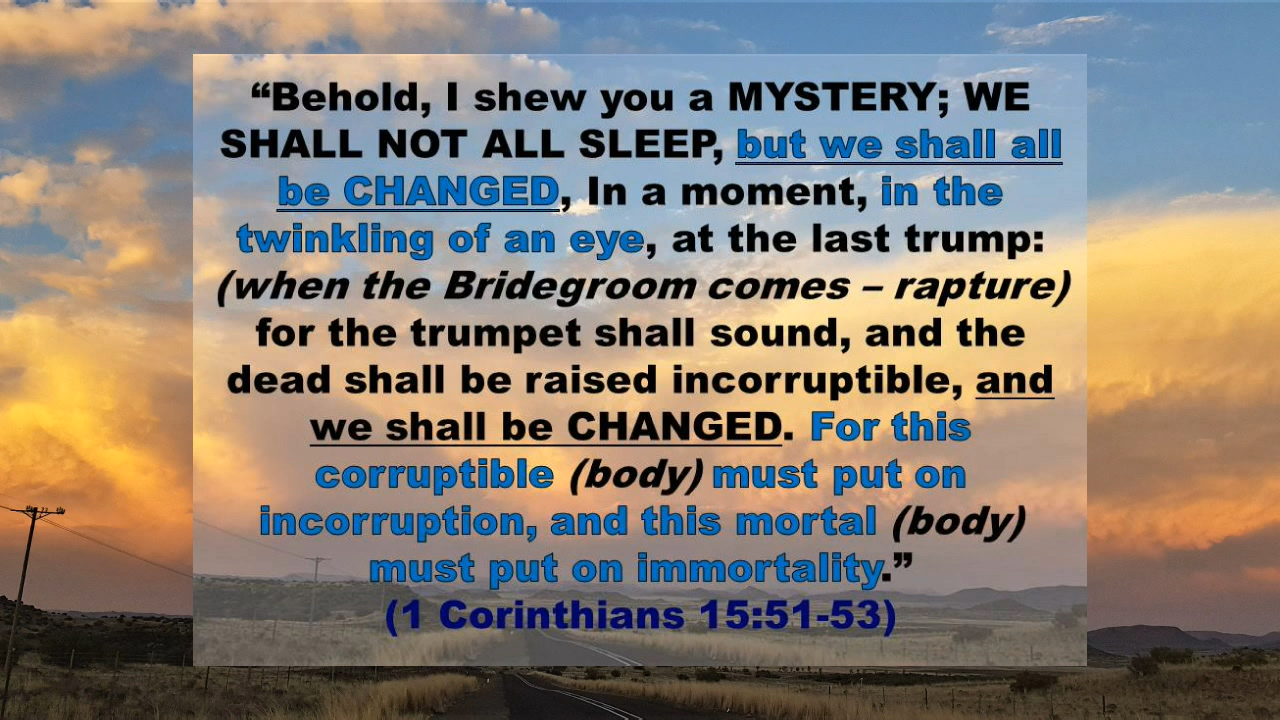 “Behold, I shew you a MYSTERY; WE
SHALL NOT ALL SLEEP, but we shall all
be CHANGED, In a moment, in the
twinkling of an eye, at the last trump:
(when the Bridegroom comes – rapture)
for the trumpet shall sound, and the
dead shall be raised incorruptible, and
we shall be CHANGED. For this
corruptible (body) must put on
incorruption, and this mortal (body)
must put on immortality.”
(1 Corinthians 15:51-53)